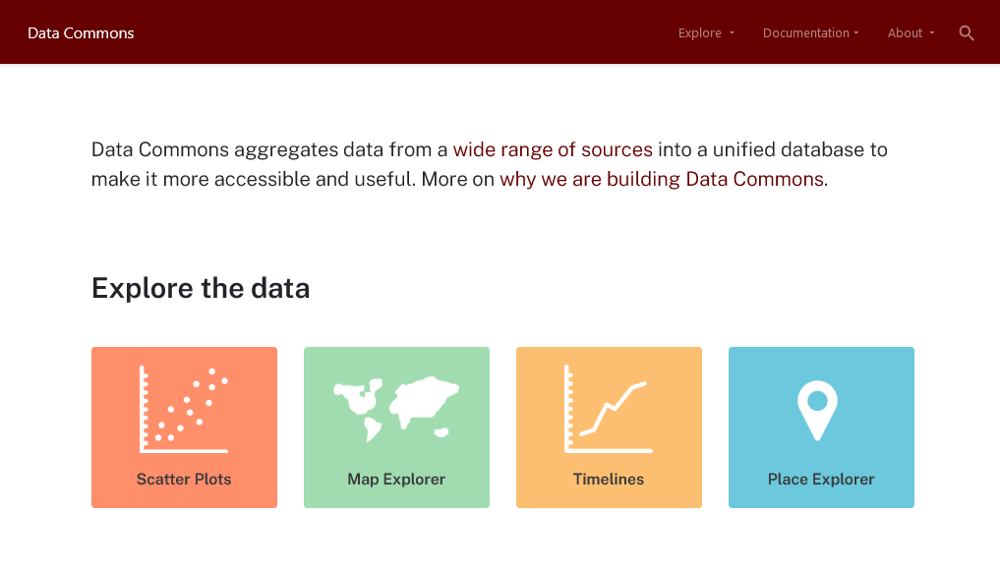 Data Commons
Explore
Documentation
About
Data Commons aggregates data from a wide range of sources into a unified database to
make it more accessible and useful. More on why we are building Data Commons.
Explore the data
Scatter Plots
Map Explorer
Timelines
Place Explorer